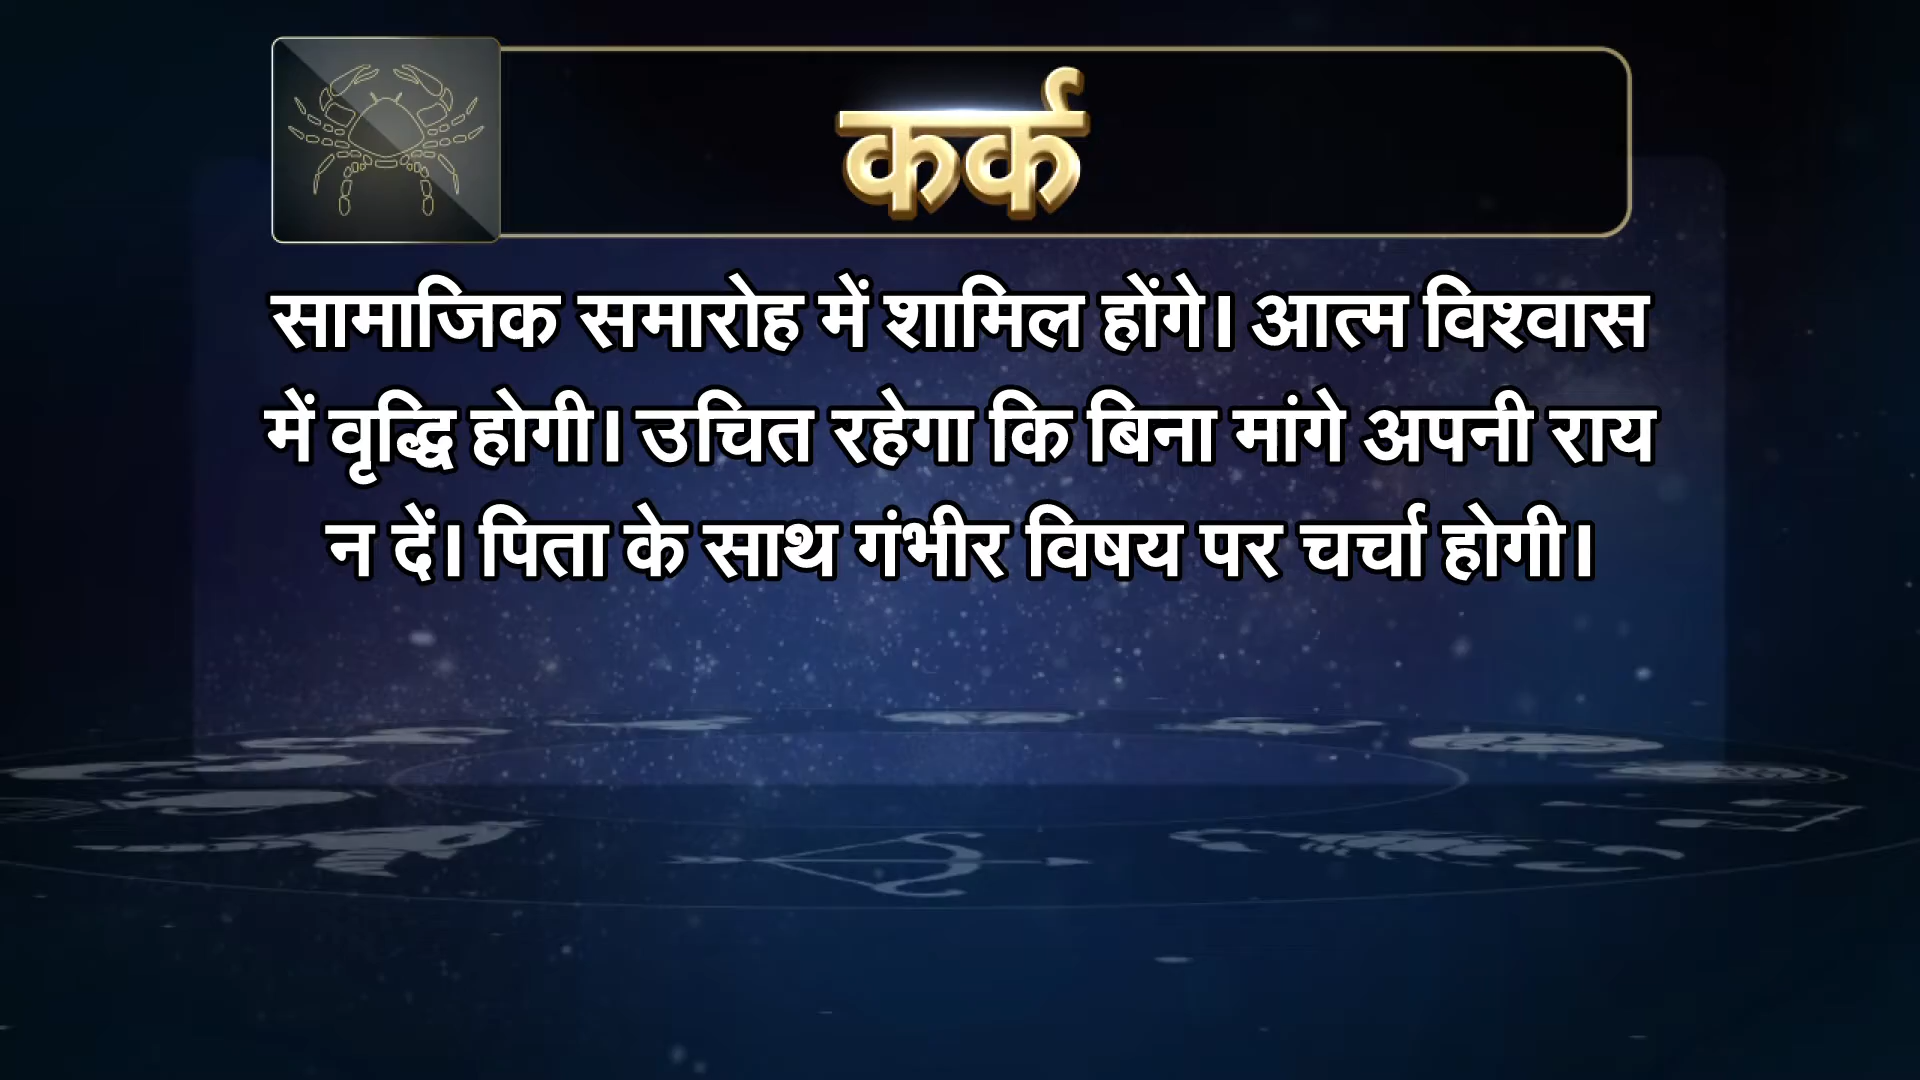 कर्क
सामाजिक समारोह में शामिल होंगे। आत्म विश्वास
में वृद्धि होगी। उचित रहेगा कि बिना मांगे अपनी राय
न दें। पिता के साथ गंभीर विषय पर चर्चा होगी।